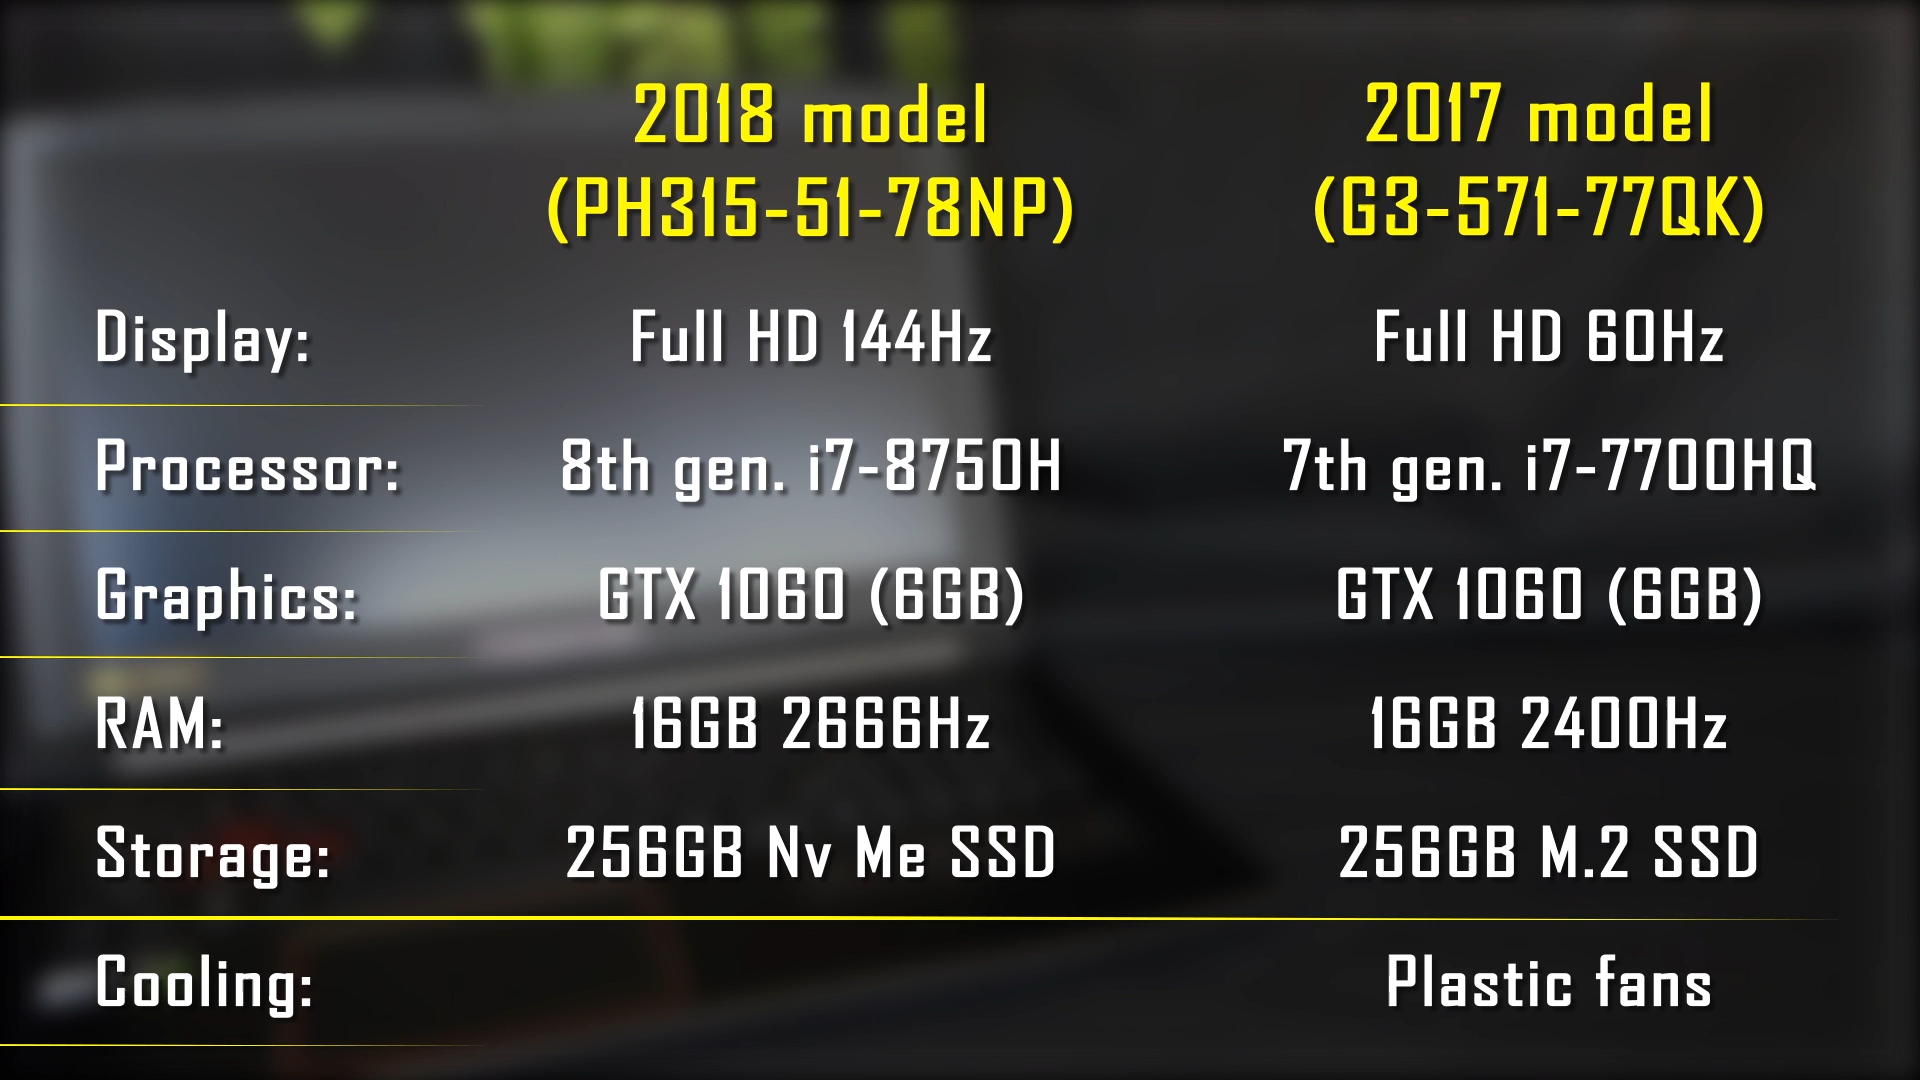 2018 model 2017 model
(PH315-51-78NP) (G3-571-77QK)
Display: Full HD 144Hz Full HD 60Hz
Processor: 8th gen. i7-8750H 7th gen. i7-7700HQ
Graphics: GTX 1060 (6GB) GTX 1060 (6GB)
RAM: 16GB 2666Hz 16GB 2400Hz
Storage: 256GB Nv Me SSD 256GB M.2 SSD
Cooling: Plastic fans